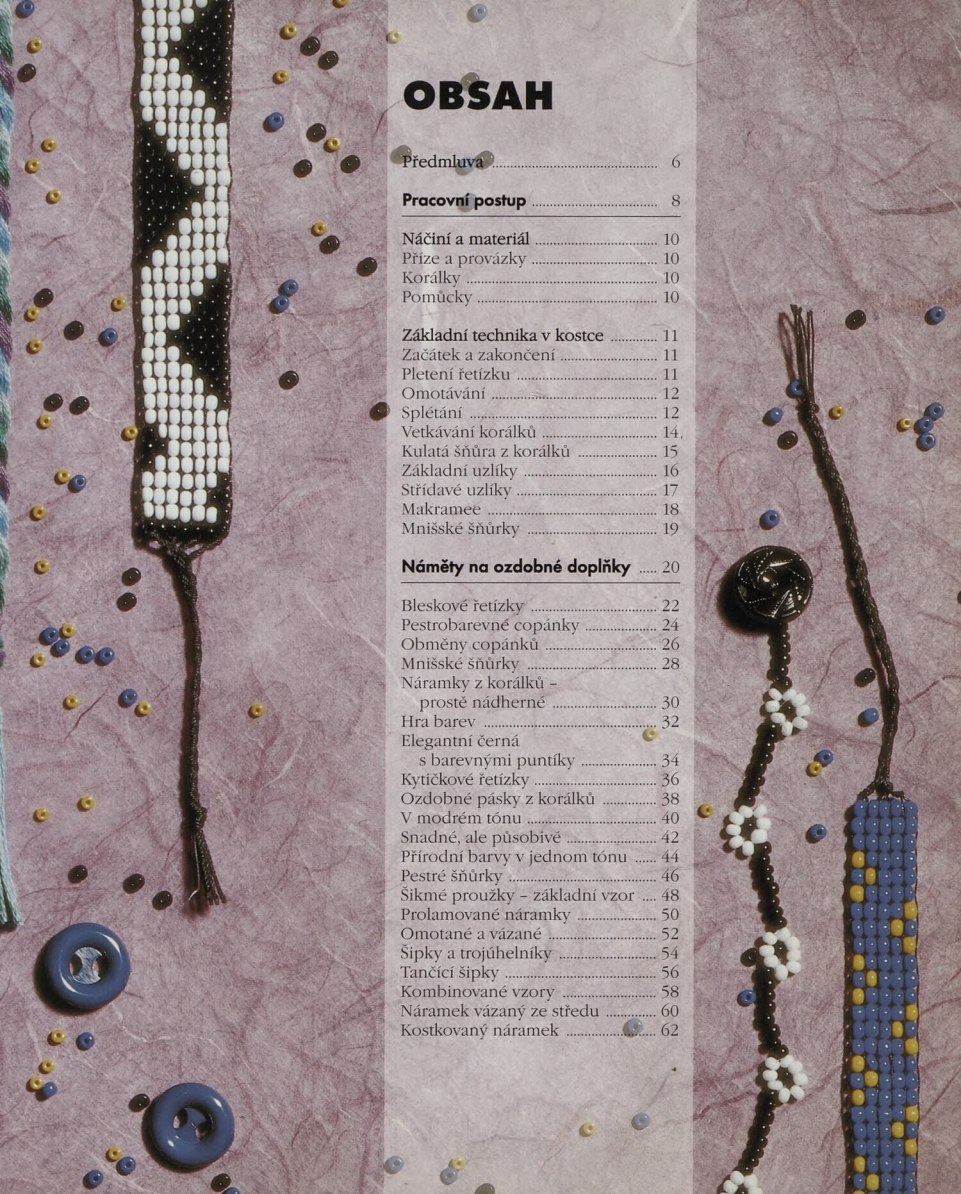 OBSAH
Předmluva ........ 6
Pracovní postup ........ 8
Náčiní a materiál ........ 10
Příze a provázky ........ 10
Korálky ........ 10
Pomůcky ........ 10
Základní technika v kostce ........ 11
Začátek a zakončení ........ 11
Pletení řetízku ........ 11
Omotávání ........ 12
Splétání ........ 12
Vetkávání korálků ........ 14
Kulatá šňůra z korálků ........ 15
Základní uzlíky ........ 16
Střídavé uzlíky ........ 17
Makramee ........ 18
Mnišské šňůrky ........ 19
Náměty na ozdobné doplňky ..... 20
Bleskové řetízky ........ 22
Pestrobarevné copánky ........ 24
Obměny copánků ........ 26
Mnišské šňůrky ........ 28
Náramky z korálků –
prostě nádherné ........ 30
Hra barev ........ 32
Elegantní černá
s barevnými puntíky ........ 34
Kytičkové řetízky ........ 36
Ozdobné pásky z korálků ........ 38
V modrém tónu ........ 40
Snadné, ale působivé ........ 42
Přírodní barvy v jednom tónu ..... 44
Pestré šňůrky ........ 46
Šikmé proužky – základní vzor .... 48
Prolamované náramky ........ 50
Omotané a vázané ........ 52
Šipky a trojúhelníky ........ 54
Tančící šipky ........ 56
Kombinované vzory ........ 58
Náramek vázaný ze středu ........ 60
Kostkovaný náramek ........ 62